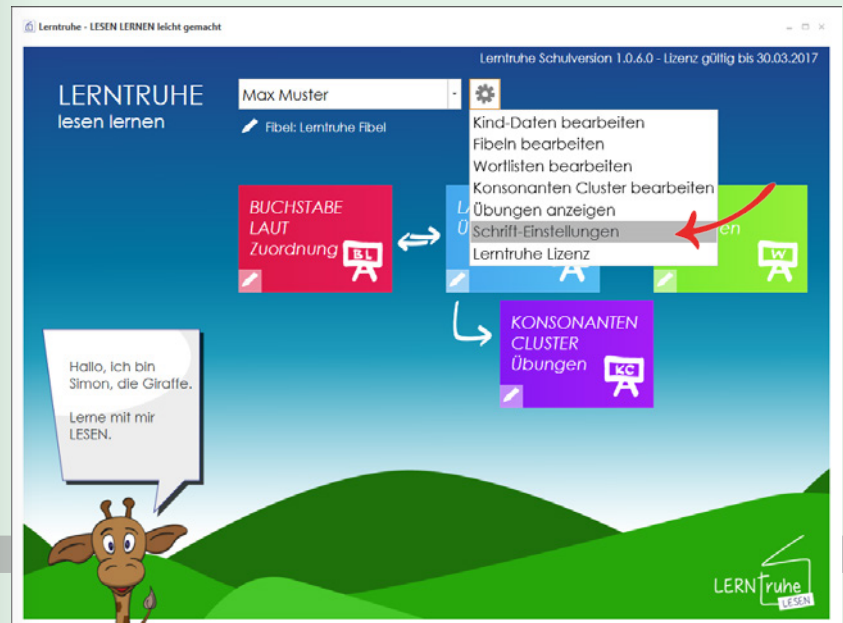 Lerntruhe - LESEN LERNEN leicht gemacht
Lerntruhe Schulversion 1.0.6.0 - Lizenz gültig bis 30.03.2017
LERNTRUHE
lesen lernen
Max Muster
Fibel: Lerntruhe Fibel
Kind-Daten bearbeiten
Fibeln bearbeiten
Wortlisten bearbeiten
Konsonanten Cluster bearbeiten
Übungen anzeigen
Schrift-Einstellungen
Lerntruhe Lizenz
BUCHSTABE
LAUT
Zuordnung
BL
L
Ü
en
W
KONSONANTEN
CLUSTER
Übungen
KC
Hallo, ich bin
Simon, die Giraffe.
Lerne mit mir
LESEN.
LERNTruhe
LESEN